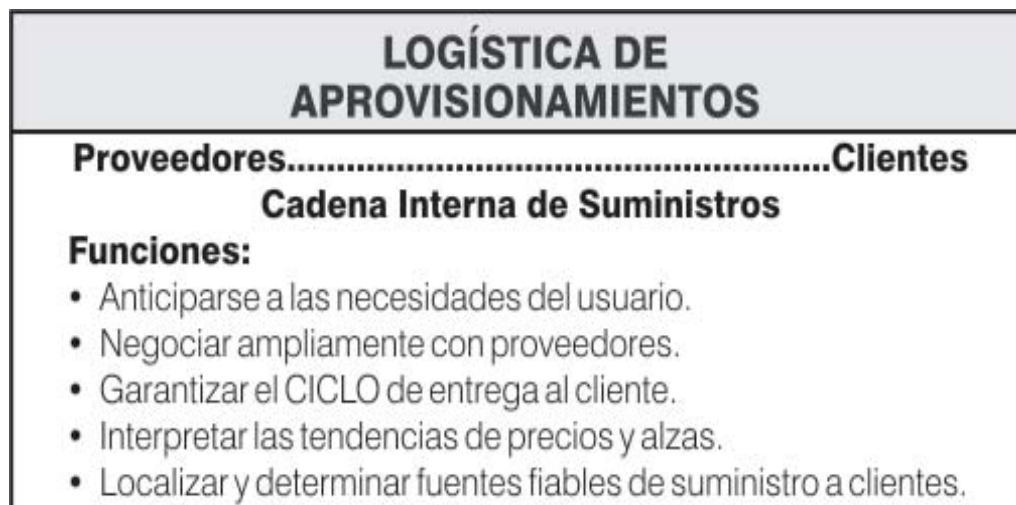 LOGÍSTICA DE
APROVISIONAMIENTOS
Proveedores.......................................................Clientes
Cadena Interna de Suministros
Funciones:
• Anticiparse a las necesidades del usuario.
• Negociar ampliamente con proveedores.
• Garantizar el CICLO de entrega al cliente.
• Interpretar las tendencias de precios y alzas.
• Localizar y determinar fuentes fiables de suministro a clientes.